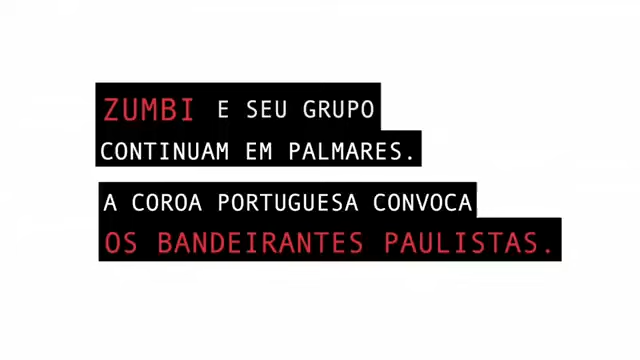 ZUMBI E SEU GRUPO
CONTINUAM EM PALMARES.
A COROA PORTUGUESA CONVOCA
OS BANDEIRANTES PAULISTAS.